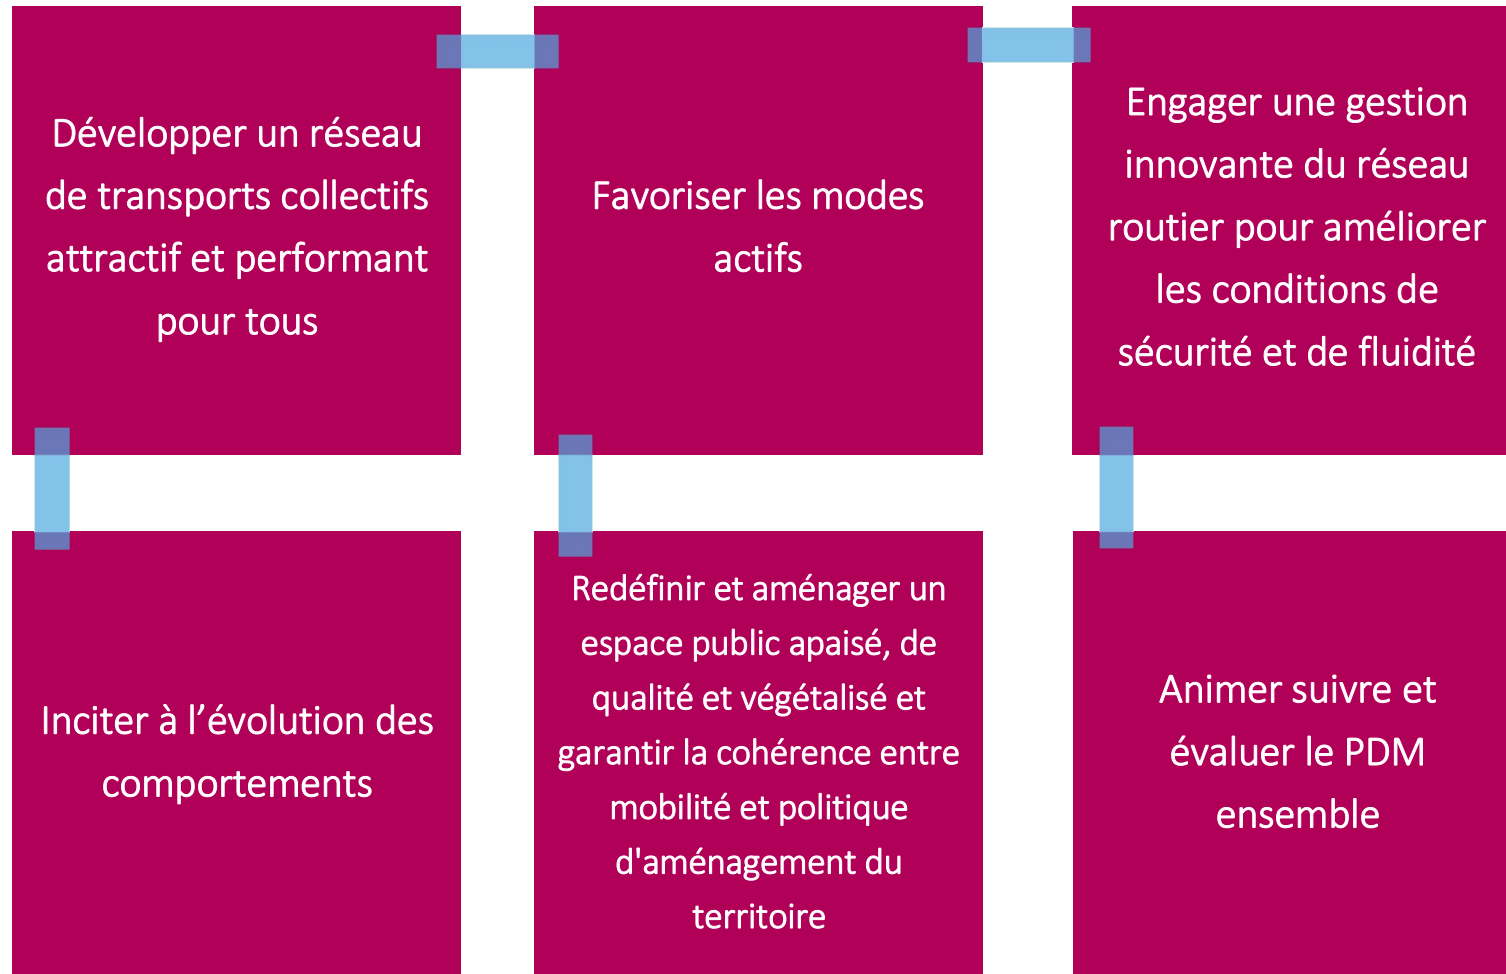 Développer un réseau
de transports collectifs
attractif et performant
pour tous
Favoriser les modes
actifs
Engager une gestion
innovante du réseau
routier pour améliorer
les conditions de
sécurité et de fluidité
Inciter à l’évolution des
comportements
Redéfinir et aménager un
espace public apaisé, de
qualité et végétalisé et
garantir la cohérence entre
mobilité et politique
d'aménagement du
territoire
Animer suivre et
évaluer le PDM
ensemble